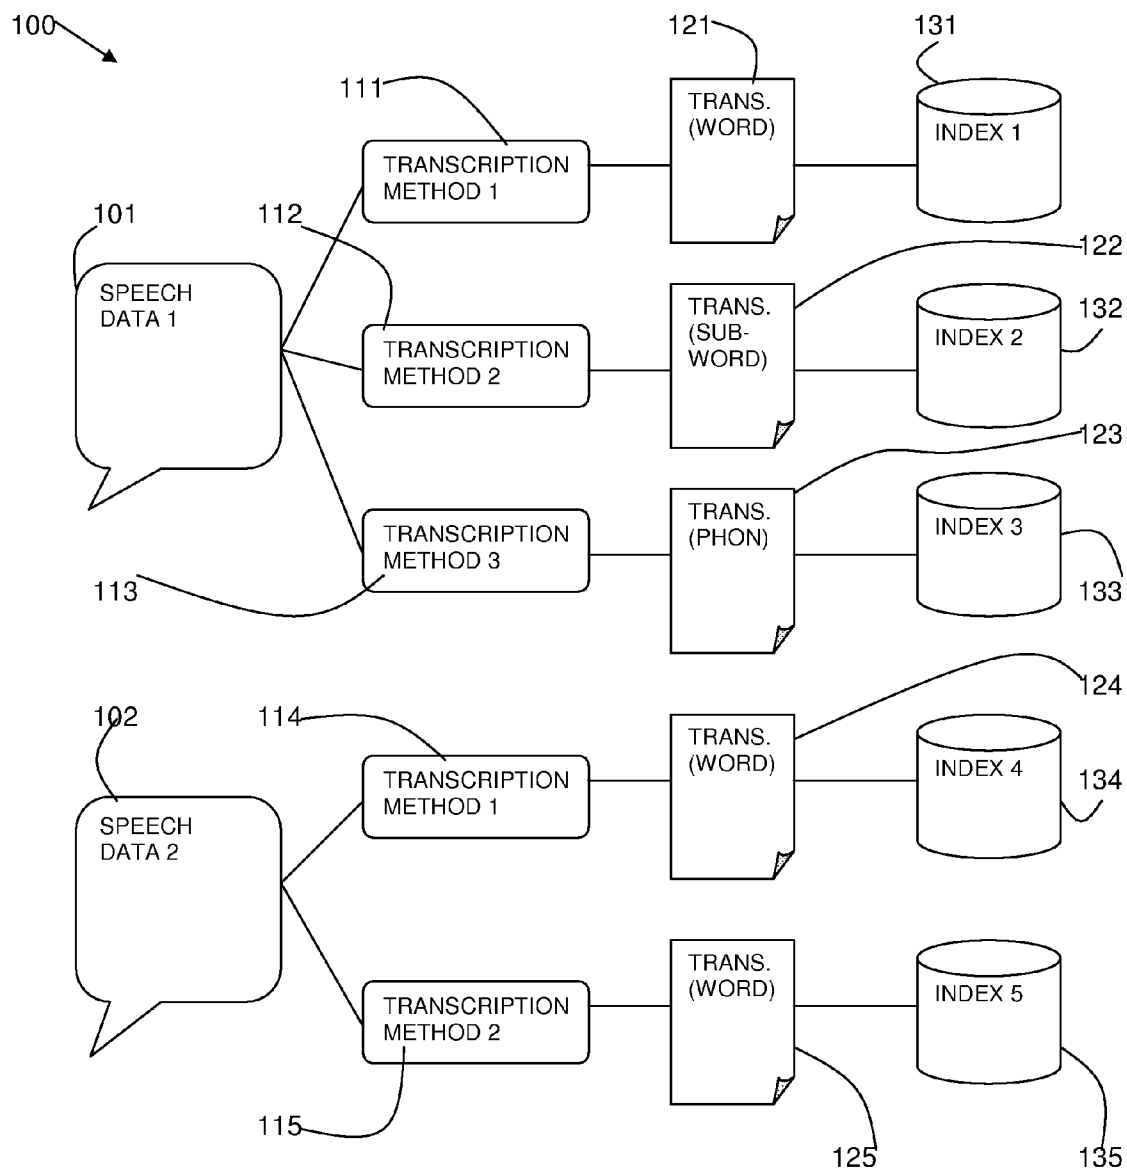 100
121
131
111
TRANS.
(WORD)
INDEX 1
TRANSCRIPTION
METHOD 1
101
112
122
SPEECH
DATA 1
TRANS.
(SUB-
WORD)
INDEX 2
132
TRANSCRIPTION
METHOD 2
123
TRANS.
(PHON)
INDEX 3
TRANSCRIPTION
METHOD 3
113
133
102
114
124
TRANS.
(WORD)
INDEX 4
TRANSCRIPTION
METHOD 1
134
SPEECH
DATA 2
TRANS.
(WORD)
INDEX 5
TRANSCRIPTION
METHOD 2
115
125
135